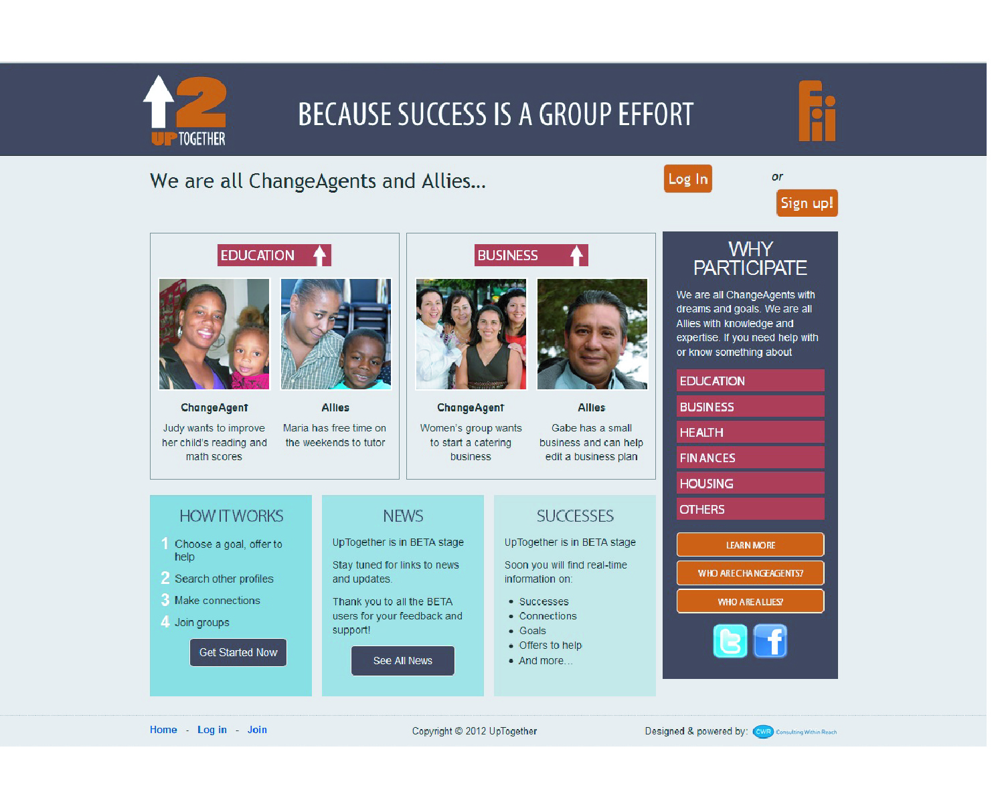 2
UP TOGETHER
BECAUSE SUCCESS IS A GROUP EFFORT
Fii
We are all ChangeAgents and Allies...
Log In
or
Sign up!
EDUCATION
ChangeAgent
Judy wants to improve
her child's reading and
math scores
Allies
Maria has free time on
the weekends to tutor
BUSINESS
ChangeAgent
Women's group wants
to start a catering
business
Allies
Gabe has a small
business and can help
edit a business plan
WHY
PARTICIPATE
We are all ChangeAgents with
dreams and goals. We are all
Allies with knowledge and
expertise. If you need help with
or know something about
EDUCATION
BUSINESS
HEALTH
FINANCES
HOUSING
OTHERS
LEARN MORE
WHO ARE CHANGEAGENTS?
WHO ARE ALLIES?
t f
HOW IT WORKS
1 Choose a goal, offer to
help
2 Search other profiles
3 Make connections
4 Join groups
Get Started Now
NEWS
UpTogether is in BETA stage
Stay tuned for links to news
and updates.
Thank you to all the BETA
users for your feedback and
support!
See All News
SUCCESSES
UpTogether is in BETA stage
Soon you will find real-time
information on:
• Successes
• Connections
• Goals
• Offers to help
• And more...
Home - Log in - Join
Copyright © 2012 UpTogether
Designed & powered by: CWR Consulting Within Reach